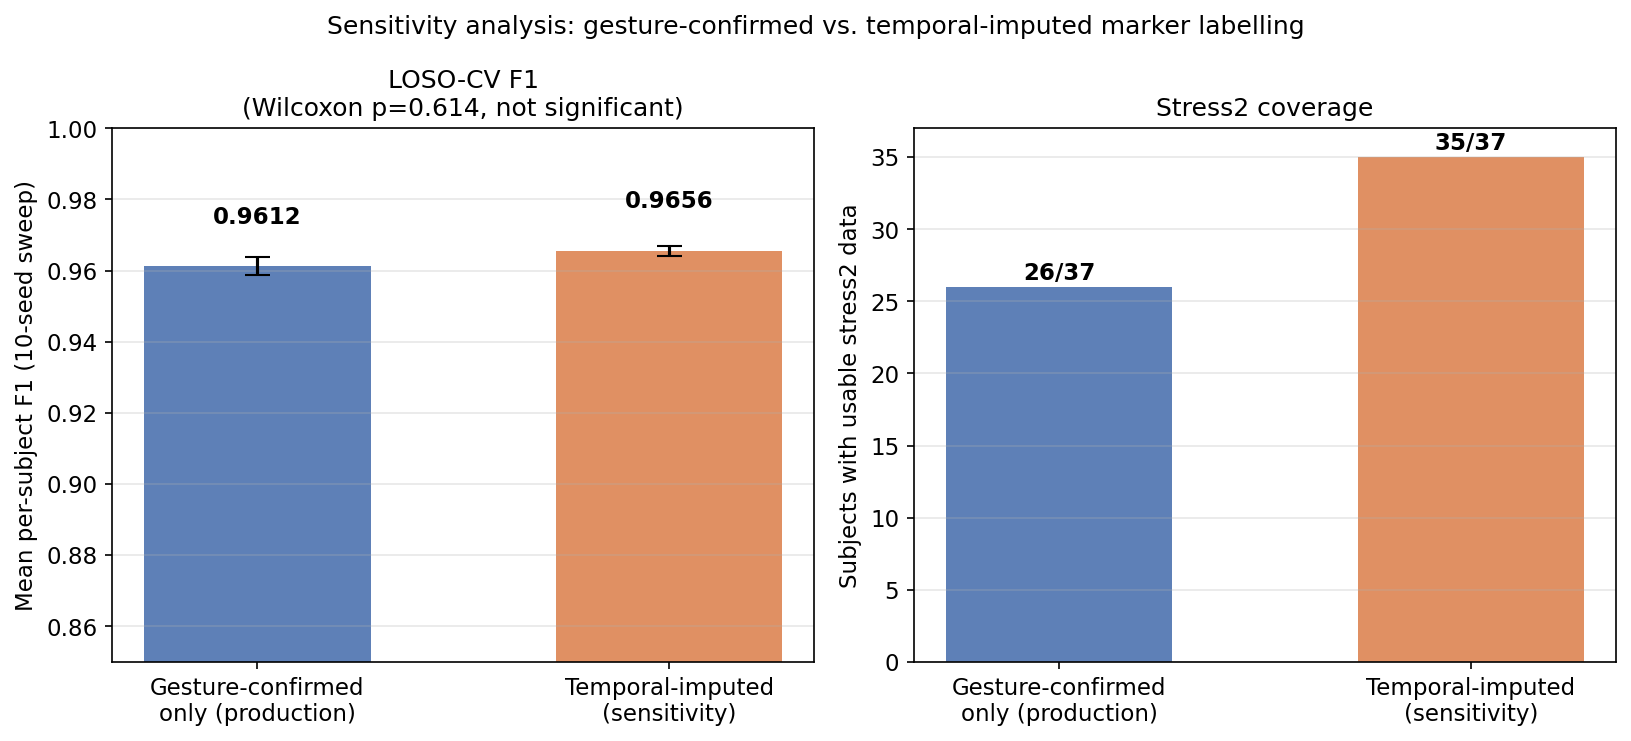 Sensitivity analysis: gesture-confirmed vs. temporal-imputed marker labelling
LOSO-CV F1
(Wilcoxon p=0.614, not significant)
Mean per-subject F1 (10-seed sweep)
1.00
0.98
0.96
0.94
0.92
0.90
0.88
0.86
0.9612
0.9656
Gesture-confirmed
only (production)
Temporal-imputed
(sensitivity)
Stress2 coverage
Subjects with usable stress2 data
35
30
25
20
15
10
5
0
26/37
35/37
Gesture-confirmed
only (production)
Temporal-imputed
(sensitivity)